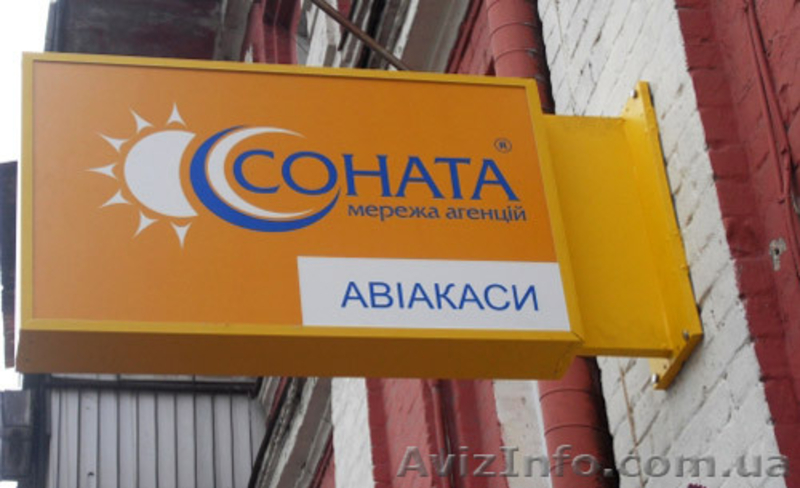 СОНАТА ®
мережа агенцій
АВІАКАСИ
AvizInfo.com.ua